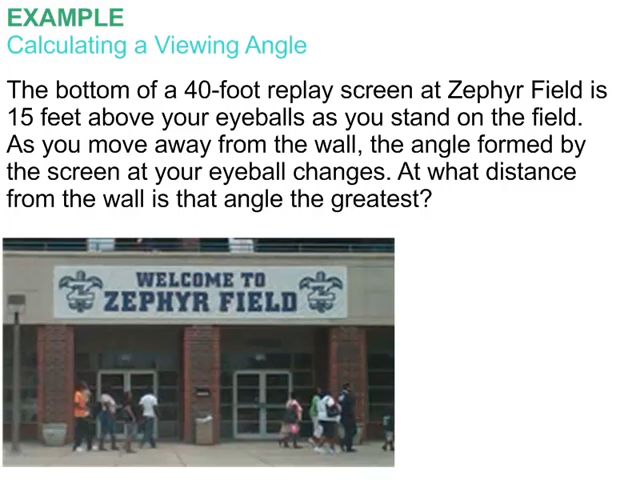 EXAMPLE
Calculating a Viewing Angle
The bottom of a 40-foot replay screen at Zephyr Field is
15 feet above your eyeballs as you stand on the field.
As you move away from the wall, the angle formed by
the screen at your eyeball changes. At what distance
from the wall is that angle the greatest?
WELCOME TO
ZEPHYR FIELD